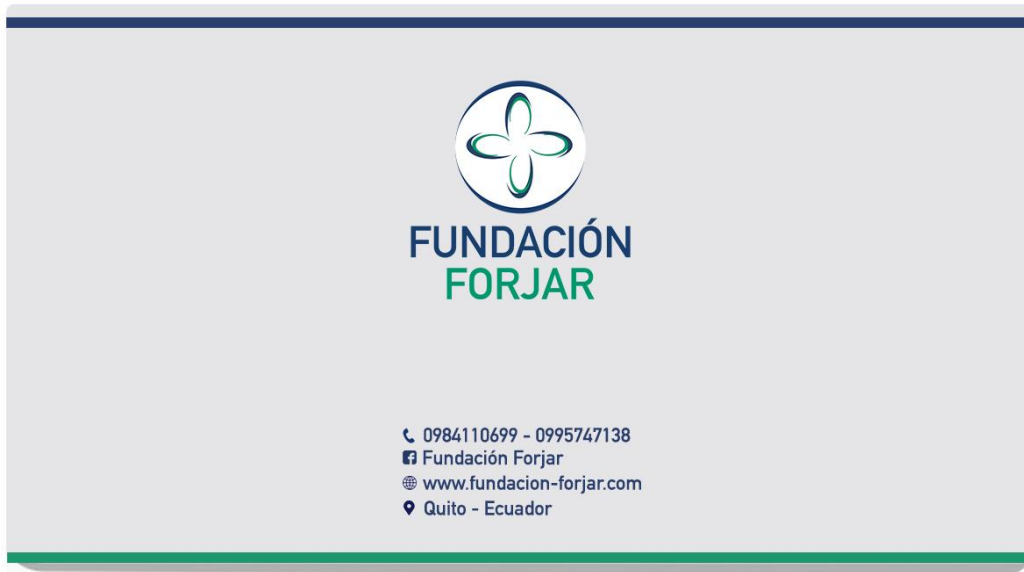 FUNDACIÓN
FORJAR
0984110699 - 0995747138
Fundación Forjar
www.fundacion-forjar.com
Quito - Ecuador